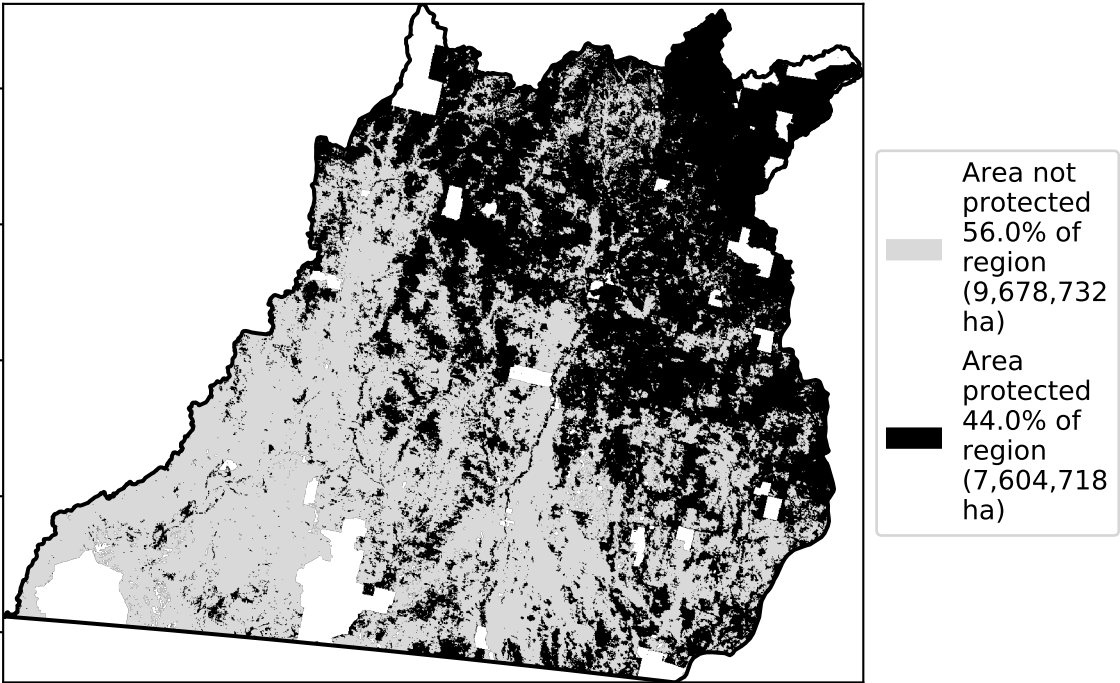 Area not
protected
56.0% of
region
(9,678,732
ha)
Area
protected
44.0% of
region
(7,604,718
ha)